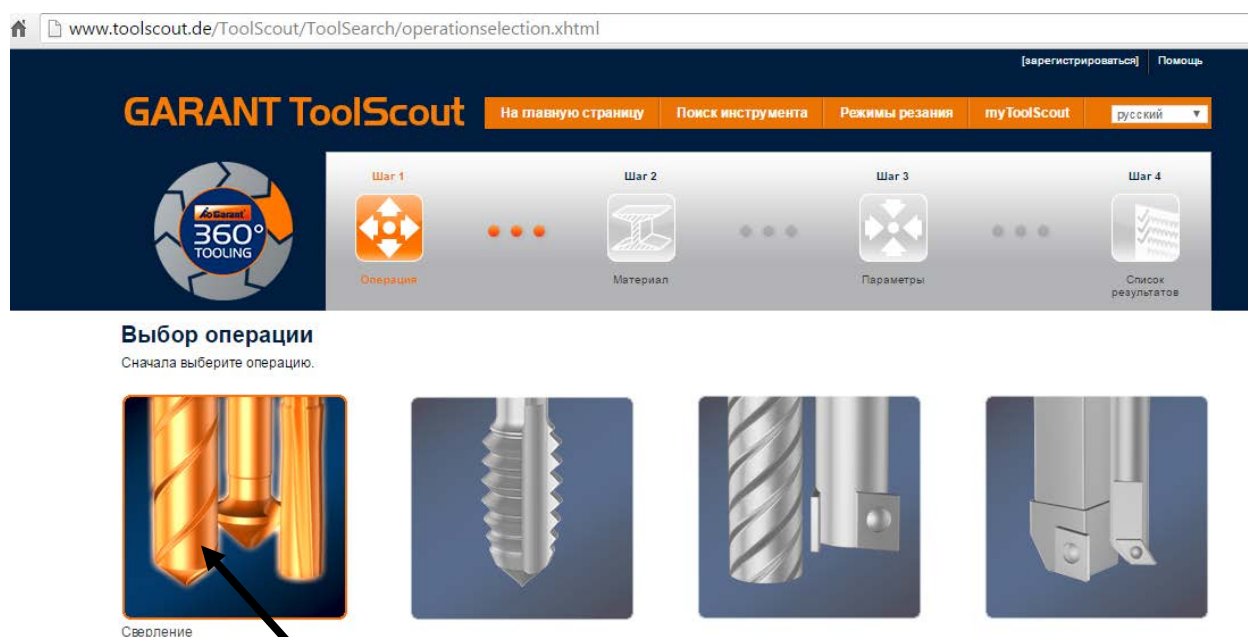 www.toolscout.de/ToolScout/ToolSearch/operationselection.xhtml
[зарегистрироваться] Помощь
GARANT ToolScout
На главную страницу Поиск инструмента Режимы резания myToolScout русский
Шаг 1 Шаг 2 Шаг 3 Шаг 4
Garant
360°
TOOLING
Операция Материал Параметры Список
результатов
Выбор операции
Сначала выберите операцию.
Сверление